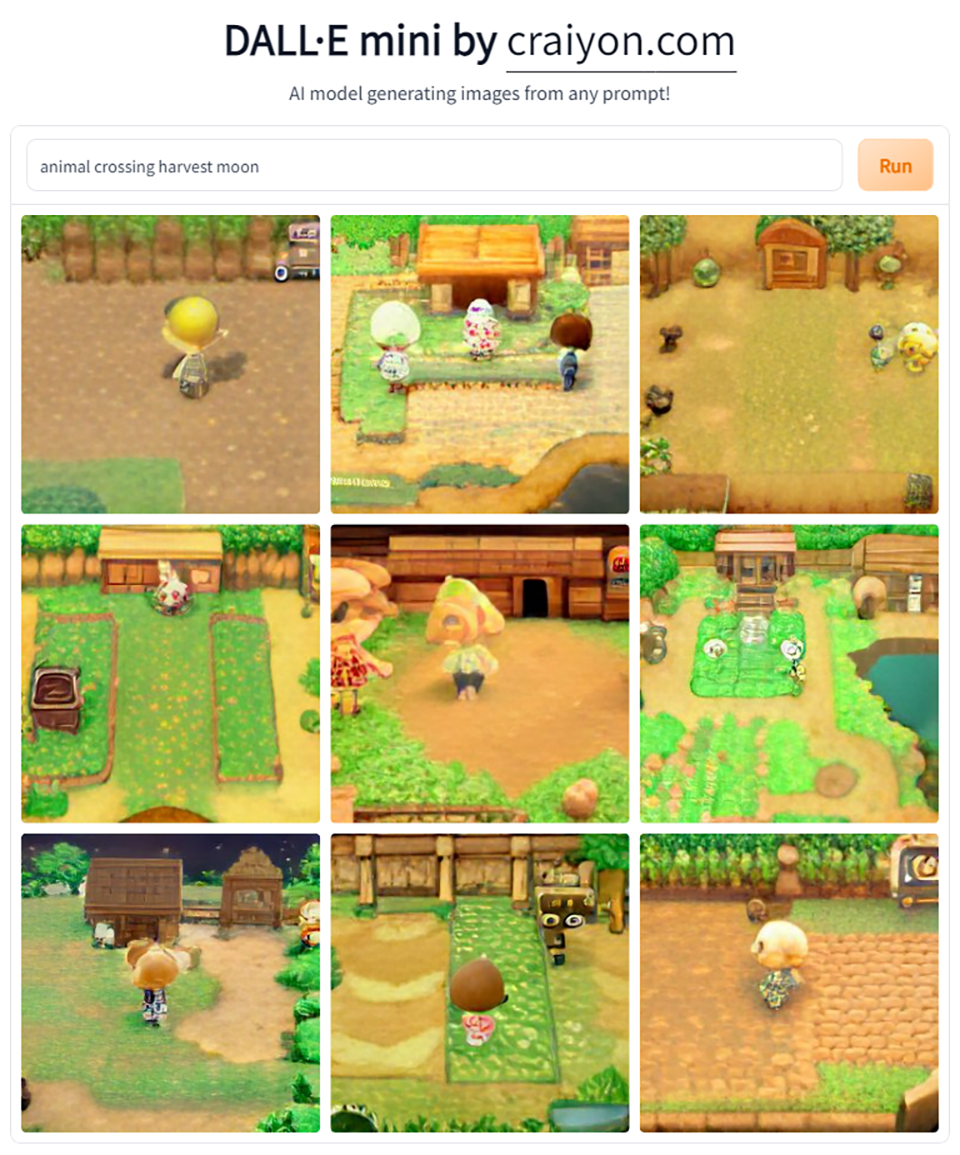 DALL·E mini by craiyon.com
AI model generating images from any prompt!
animal crossing harvest moon
Run